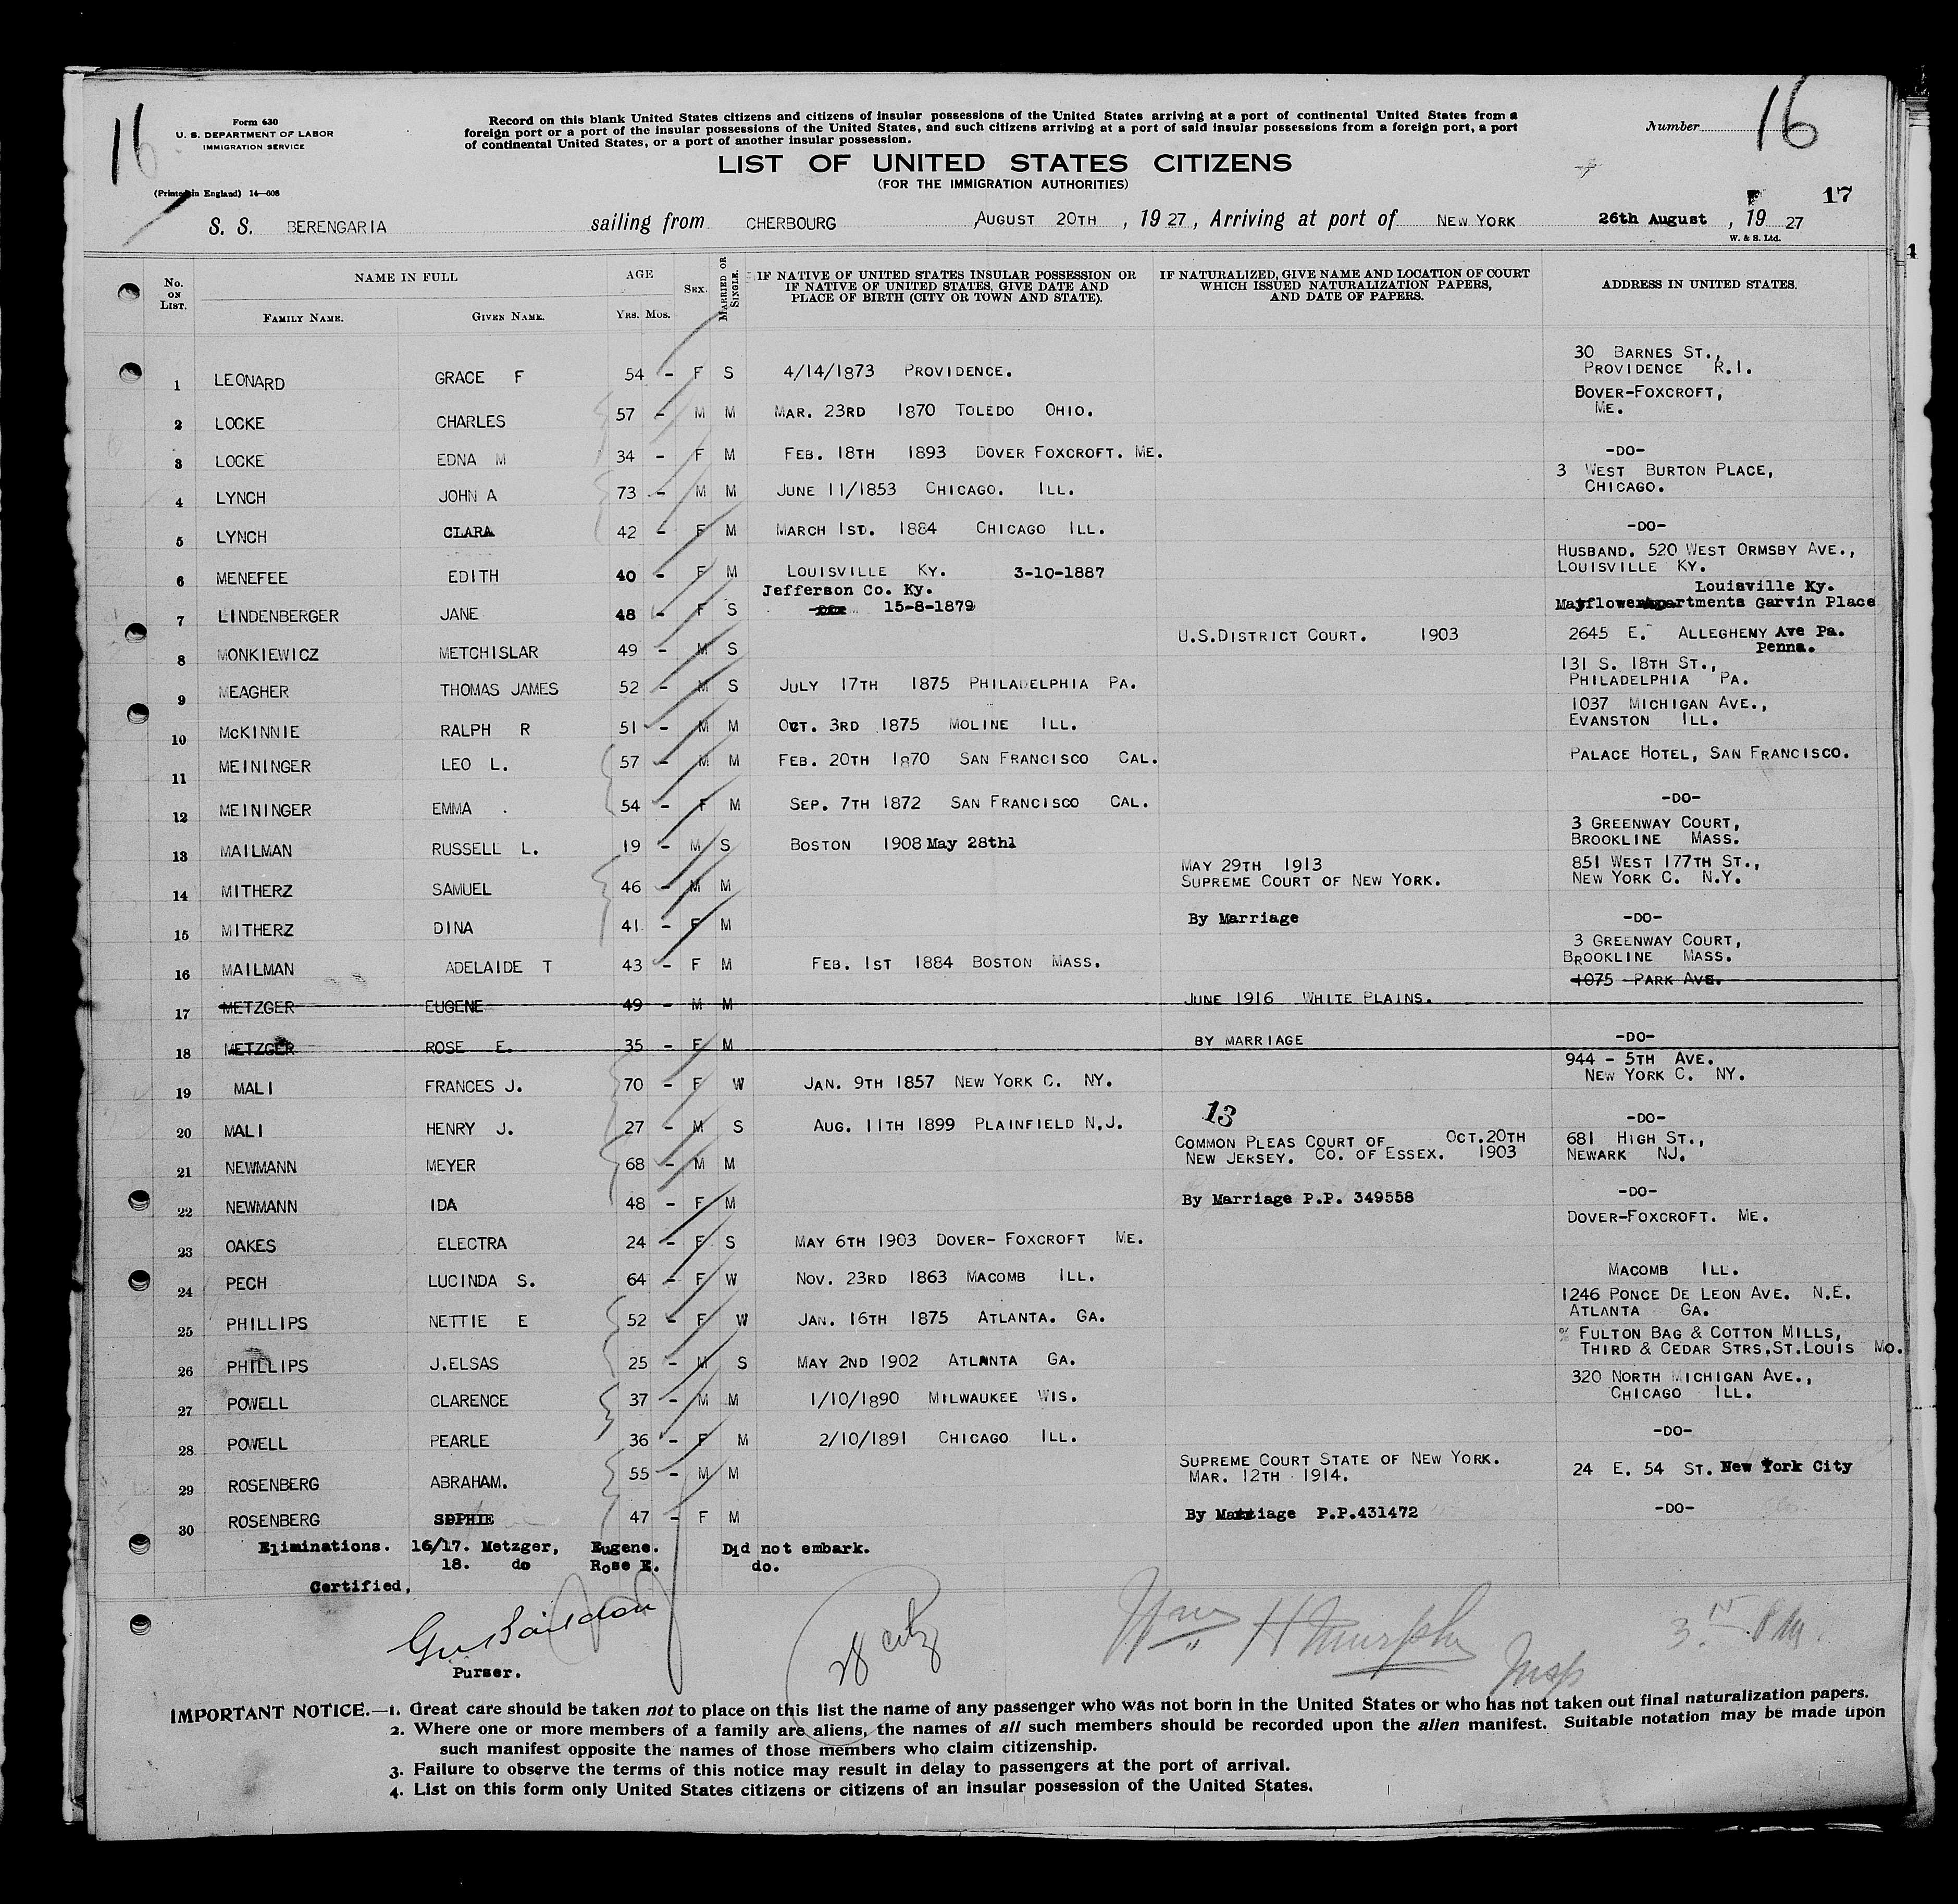 16
Form 630
U. S. DEPARTMENT OF LABOR
IMMIGRATION SERVICE
(Printed in England) 14—608
Record on this blank United States citizens and citizens of insular possessions of the United States arriving at a port of continental United States from a
foreign port or a port of the insular possessions of the United States, and such citizens arriving at a port of said insular possessions from a foreign port, a port
of continental United States, or a port of another insular possession.
Number 16
LIST OF UNITED STATES CITIZENS
(FOR THE IMMIGRATION AUTHORITIES)
17
S. S. BERENGARIA sailing from CHERBOURG AUGUST 20TH, 1927, Arriving at port of NEW YORK 26th August, 1927
W. & S. Ltd.
No. ON LIST. NAME IN FULL FAMILY NAME. GIVEN NAME. AGE YRS. MOS. SEX. MARRIED OR SINGLE. IF NATIVE OF UNITED STATES INSULAR POSSESSION OR IF NATIVE OF UNITED STATES, GIVE DATE AND PLACE OF BIRTH (CITY OR TOWN AND STATE). IF NATURALIZED, GIVE NAME AND LOCATION OF COURT WHICH ISSUED NATURALIZATION PAPERS, AND DATE OF PAPERS. ADDRESS IN UNITED STATES.
1 LEONARD GRACE F 54 - F S 4/14/1873 PROVIDENCE. 30 BARNES ST., PROVIDENCE R.I.
2 LOCKE CHARLES 57 - M M MAR. 23RD 1870 TOLEDO OHIO. DOVER-FOXCROFT, ME.
3 LOCKE EDNA M 34 - F M FEB. 18TH 1893 DOVER FOXCROFT. ME. -DO-
4 LYNCH JOHN A 73 - M M JUNE 11/1853 CHICAGO. ILL. 3 WEST BURTON PLACE, CHICAGO.
5 LYNCH CLARA 42 - F M MARCH 1ST. 1884 CHICAGO ILL. -DO-
6 MENEFEE EDITH 40 - F M LOUISVILLE KY. 3-10-1887 HUSBAND. 520 WEST ORMSBY AVE., LOUISVILLE KY.
7 LINDENBERGER JANE 48 - F S Jefferson Co. Ky. 15-8-1879 Louisville Ky. Mayflower Apartments Garvin Place
8 MONKIEWICZ METCHISLAR 49 - M S U.S.DISTRICT COURT. 1903 2645 E. ALLEGHENY Ave Pa. Penna.
9 MEAGHER THOMAS JAMES 52 - M S JULY 17TH 1875 PHILADELPHIA PA. 131 S. 18TH ST., PHILADELPHIA PA.
10 MCKINNIE RALPH R 51 - M M OCT. 3RD 1875 MOLINE ILL. 1037 MICHIGAN AVE., EVANSTON ILL.
11 MEININGER LEO L. 57 - M M FEB. 20TH 1870 SAN FRANCISCO CAL. PALACE HOTEL, SAN FRANCISCO.
12 MEININGER EMMA . 54 - F M SEP. 7TH 1872 SAN FRANCISCO CAL. -DO-
13 MAILMAN RUSSELL L. 19 - M S BOSTON 1908 May 28th1 3 GREENWAY COURT, BROOKLINE MASS.
14 MITHERZ SAMUEL 46 - M M MAY 29TH 1913 SUPREME COURT OF NEW YORK. 851 WEST 177TH ST., NEW YORK C. N.Y.
15 MITHERZ DINA 41 - F M By Marriage -DO-
16 MAILMAN ADELAIDE T 43 - F M FEB. 1ST 1884 BOSTON MASS. 3 GREENWAY COURT, BROOKLINE MASS.
17 METZGER EUGENE 49 - M M JUNE 1916 WHITE PLAINS. 1075 PARK AVE.
18 METZGER ROSE E. 35 - F M BY MARRIAGE -DO-
19 MALI FRANCES J. 70 - F W JAN. 9TH 1857 NEW YORK C. NY. 944 - 5TH AVE. NEW YORK C. NY.
20 MALI HENRY J. 27 - M S AUG. 11TH 1899 PLAINFIELD N.J. 13 -DO-
21 NEWMANN MEYER 68 - M M COMMON PLEAS COURT OF NEW JERSEY. CO. OF ESSEX. OCT.20TH 1903 681 HIGH ST., NEWARK NJ.
22 NEWMANN IDA 48 - F M By Marriage P.P. 349558 -DO-
23 OAKES ELECTRA 24 - F S MAY 6TH 1903 DOVER- FOXCROFT ME. DOVER-FOXCROFT. ME.
24 PECH LUCINDA S. 64 - F W NOV. 23RD 1863 MACOMB ILL. MACOMB ILL.
25 PHILLIPS NETTIE E 52 - F W JAN. 16TH 1875 ATLANTA. GA. 1246 PONCE DE LEON AVE. N.E. ATLANTA GA.
26 PHILLIPS J.ELSAS 25 - M S MAY 2ND 1902 ATLANTA GA. % FULTON BAG & COTTON MILLS, THIRD & CEDAR STRS,ST.LOUIS MO.
27 POWELL CLARENCE 37 - M M 1/10/1890 MILWAUKEE WIS. 320 NORTH MICHIGAN AVE., CHICAGO ILL.
28 POWELL PEARLE 36 - F M 2/10/1891 CHICAGO ILL. -DO-
29 ROSENBERG ABRAHAM. 55 - M M SUPREME COURT STATE OF NEW YORK. MAR. 12TH 1914. 24 E. 54 ST. New York City
30 ROSENBERG SOPHIE 47 - F M By Marriage P.P.431472 -DO-
Eliminations. 16/17. Metzger, Eugene. Did not embark.
18. do Rose E. do.
Certified,
Purser.
Wm H Murphy
Insp
3 15 PM
IMPORTANT NOTICE.—1. Great care should be taken not to place on this list the name of any passenger who was not born in the United States or who has not taken out final naturalization papers.
2. Where one or more members of a family are aliens, the names of all such members should be recorded upon the alien manifest. Suitable notation may be made upon
such manifest opposite the names of those members who claim citizenship.
3. Failure to observe the terms of this notice may result in delay to passengers at the port of arrival.
4. List on this form only United States citizens or citizens of an insular possession of the United States.